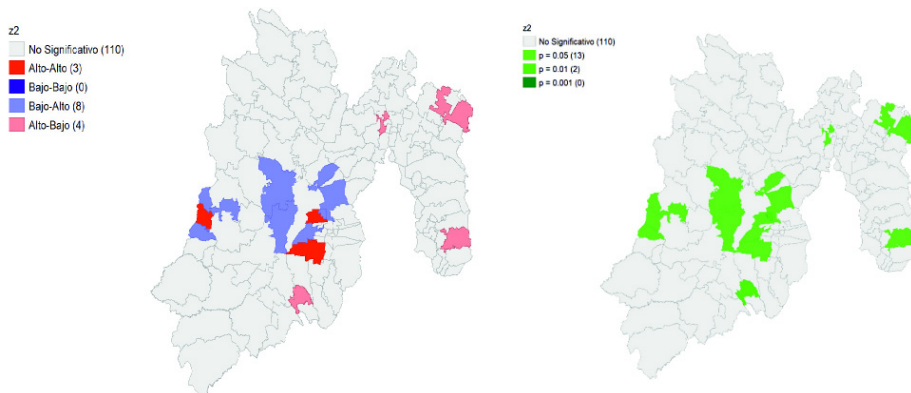 z2
No Significativo (110)
Alto-Alto (3)
Bajo-Bajo (0)
Bajo-Alto (8)
Alto-Bajo (4)
z2
No Significativo (110)
p = 0.05 (13)
p = 0.01 (2)
p = 0.001 (0)